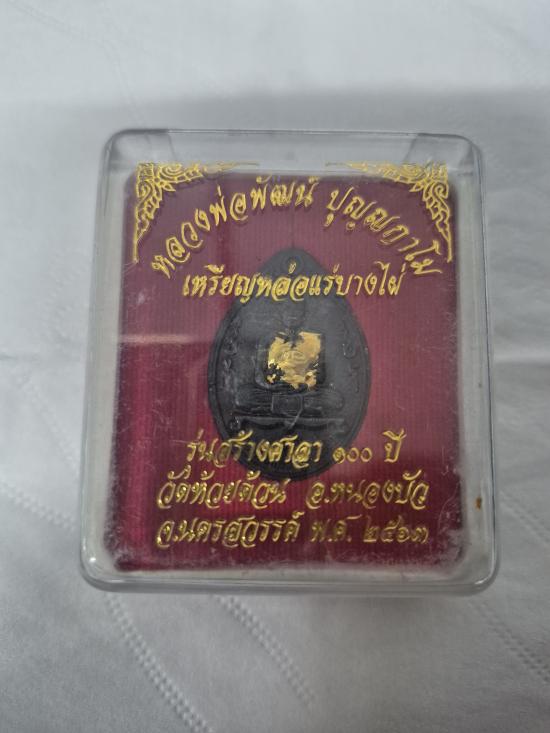 หลวงพ่อพัฒน์ ปุญฺญกาโม
เหรียญหล่อแร่บางไผ่
รุ่นสร้างศาลา ๑๐๐ ปี
วัดห้วยด้วน อ.หนองบัว
จ.นครสวรรค์ พ.ศ. ๒๕๖๓